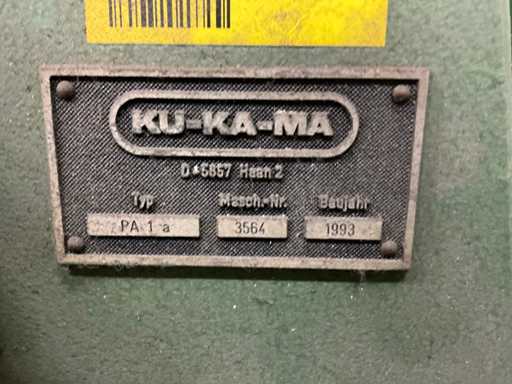 KU-KA-MA
D-5657 Haan 2
Typ Masch.-Nr. Baujahr
PA 1 a 3564 1993